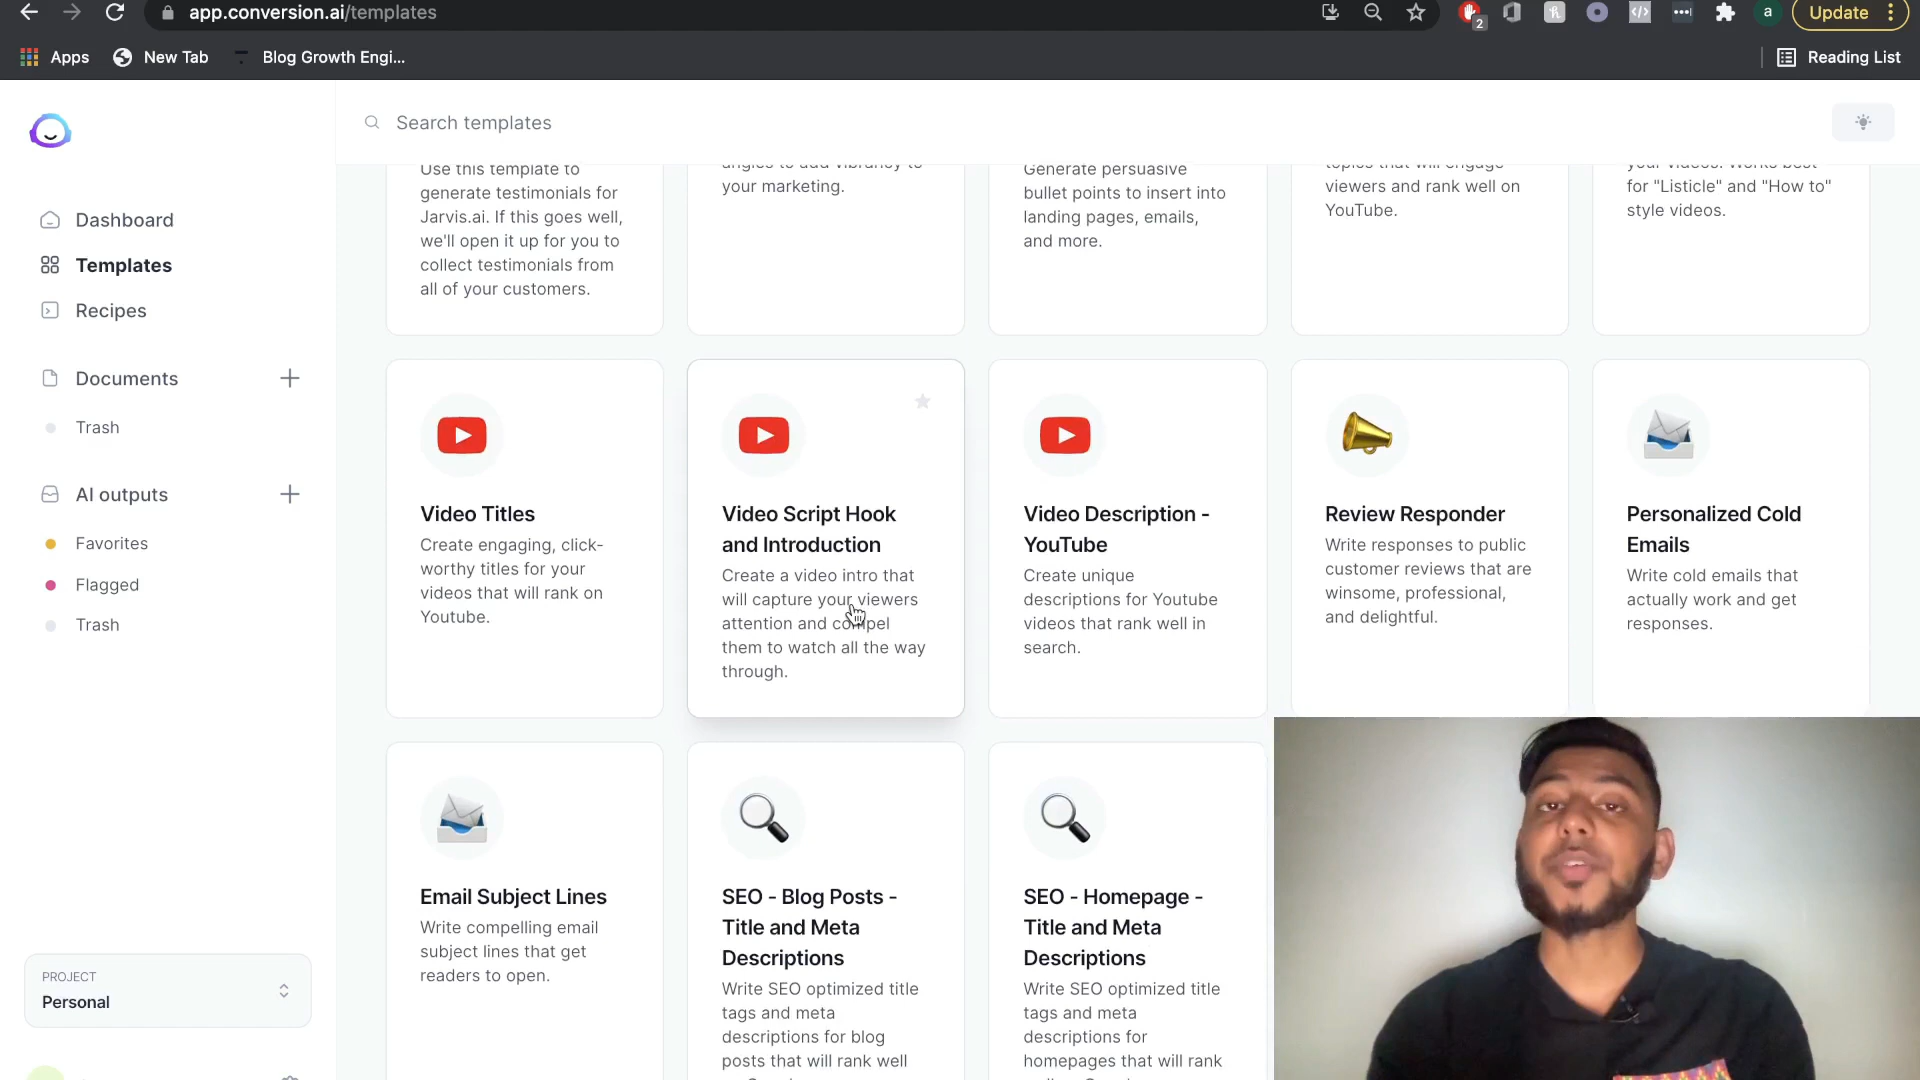 app.conversion.ai/templates
2
a
Update
Apps
New Tab
Blog Growth Engi...
Reading List
Search templates
Dashboard
Templates
Recipes
Documents
Trash
AI outputs
Favorites
Flagged
Trash
PROJECT
Personal
Use this template to
generate testimonials for
Jarvis.ai. If this goes well,
we'll open it up for you to
collect testimonials from
all of your customers.
angles to add vibrancy to
your marketing.
Generate persuasive
bullet points to insert into
landing pages, emails,
and more.
topics that will engage
viewers and rank well on
YouTube.
your videos. Works best
for "Listicle" and "How to"
style videos.
Video Titles
Create engaging, click-
worthy titles for your
videos that will rank on
Youtube.
Video Script Hook
and Introduction
Create a video intro that
will capture your viewers
attention and compel
them to watch all the way
through.
Video Description -
YouTube
Create unique
descriptions for Youtube
videos that rank well in
search.
Review Responder
Write responses to public
customer reviews that are
winsome, professional,
and delightful.
Personalized Cold
Emails
Write cold emails that
actually work and get
responses.
Email Subject Lines
Write compelling email
subject lines that get
readers to open.
SEO - Blog Posts -
Title and Meta
Descriptions
Write SEO optimized title
tags and meta
descriptions for blog
posts that will rank well
SEO - Homepage -
Title and Meta
Descriptions
Write SEO optimized title
tags and meta
descriptions for
homepages that will rank